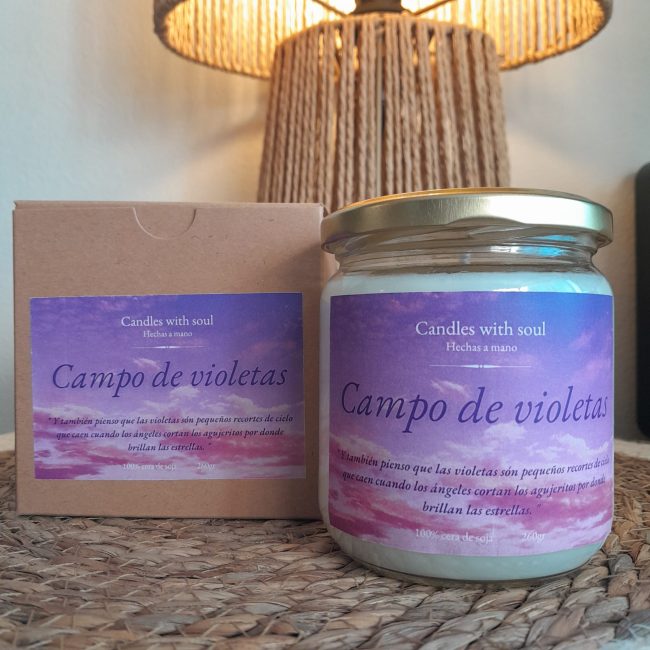 Candles with soul
Hechas a mano
Campo de violetas
"Y también pienso que las violetas són pequeños recortes de cielo
que caen cuando los ángeles cortan los agujeritos por donde
brillan las estrellas. "
100% cera de soja 260gr
Candles with soul
Hechas a mano
Campo de violetas
"Y también pienso que las violetas són pequeños recortes de cielo
que caen cuando los ángeles cortan los agujeritos por donde
brillan las estrellas. "
100% cera de soja 260gr